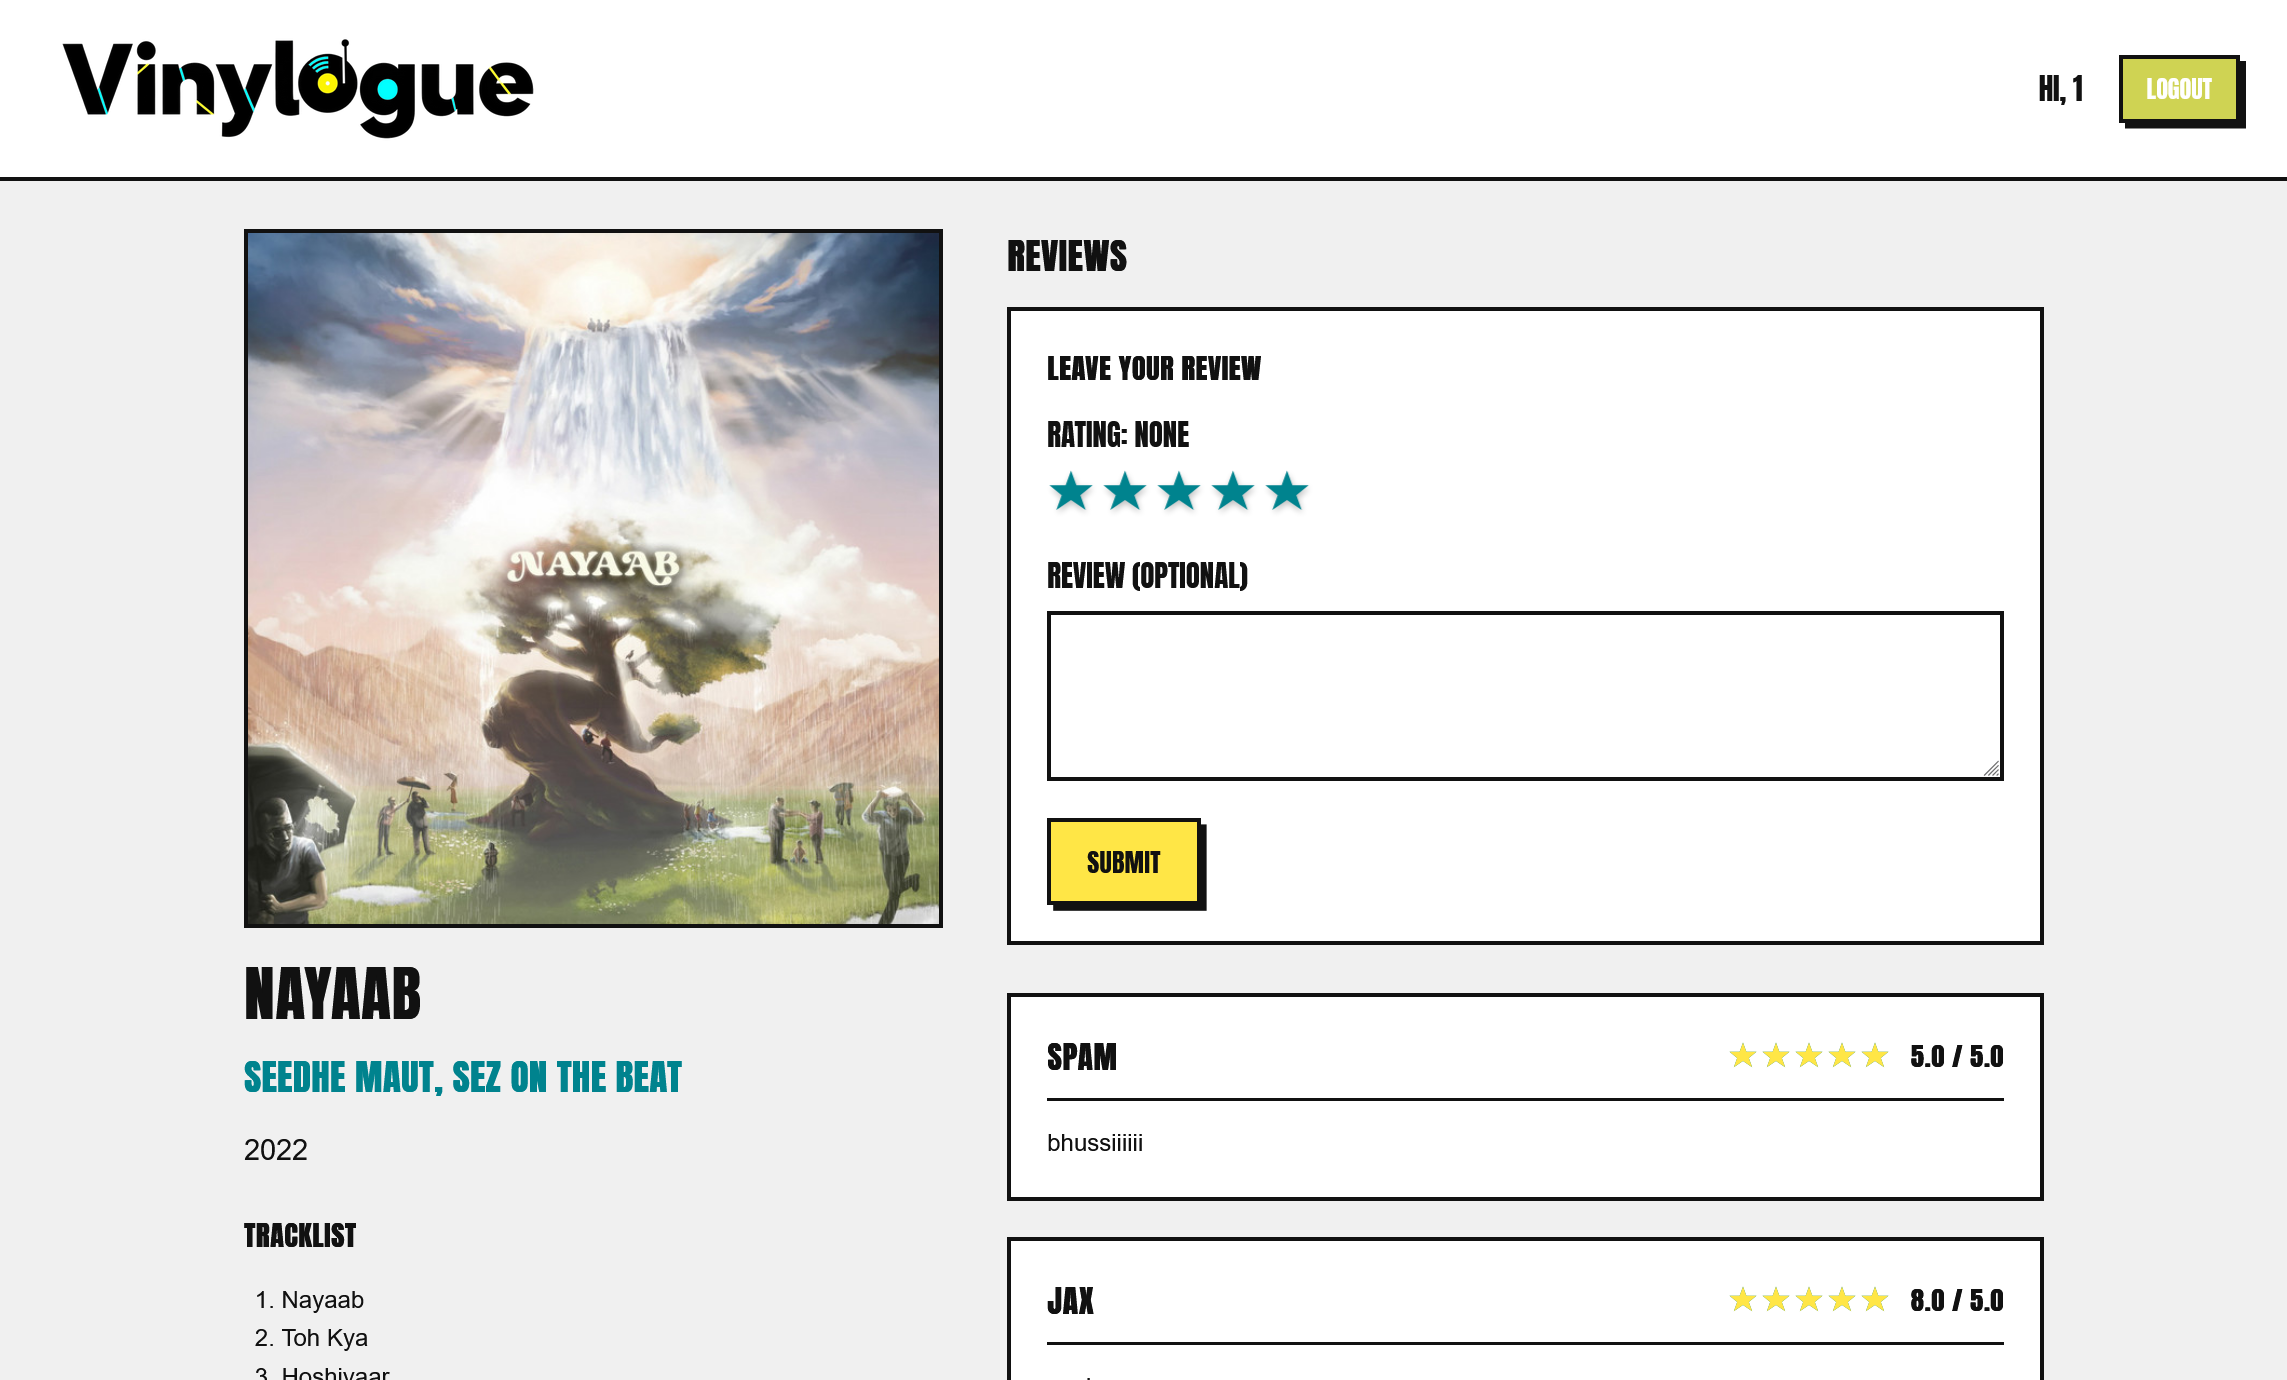 Vinylogue
HI, 1
LOGOUT
NAYAAB
NAYAAB
SEEDHE MAUT, SEZ ON THE BEAT
2022
TRACKLIST
1. Nayaab
2. Toh Kya
3. Hoshiyaar
REVIEWS
LEAVE YOUR REVIEW
RATING: NONE
REVIEW (OPTIONAL)
SUBMIT
SPAM
5.0 / 5.0
bhussiiiiii
JAX
8.0 / 5.0